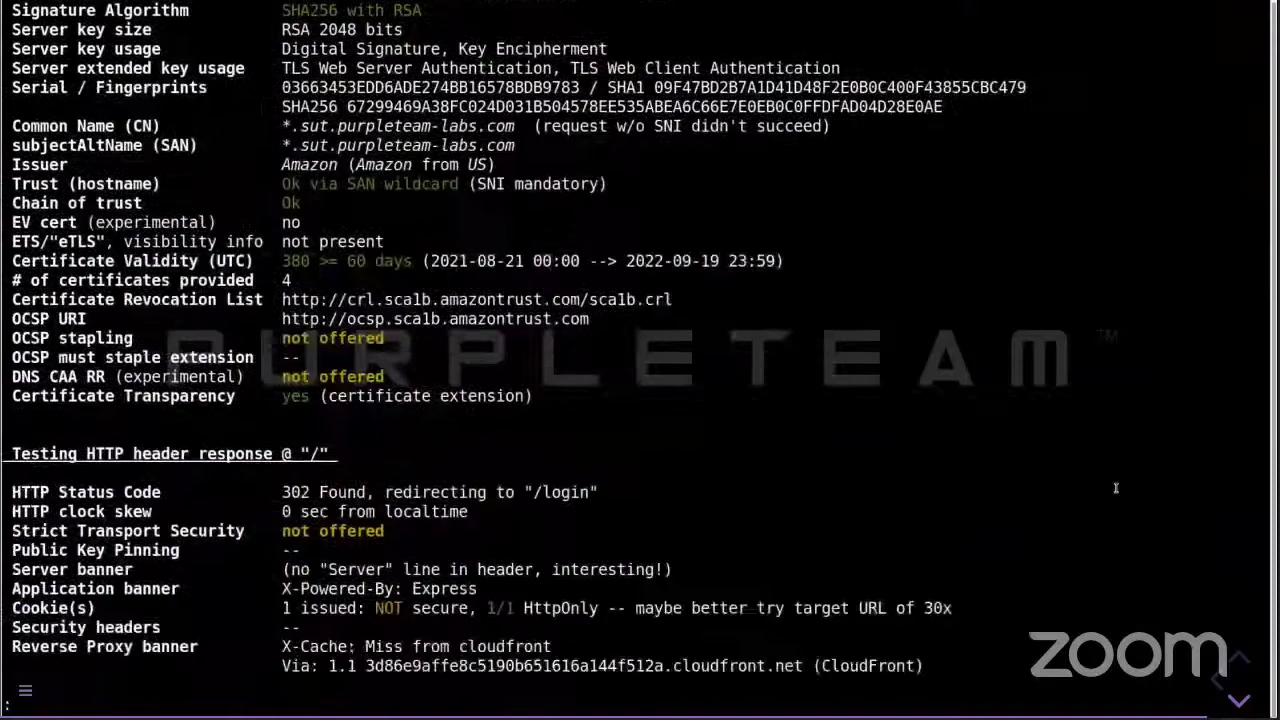 Signature Algorithm SHA256 with RSA
Server key size RSA 2048 bits
Server key usage Digital Signature, Key Encipherment
Server extended key usage TLS Web Server Authentication, TLS Web Client Authentication
Serial / Fingerprints 03663453EDD6ADE274BB16578BDB9783 / SHA1 09F47BD2B7A1D41D48F2E0B0C400F43855CBC479
SHA256 67299469A38FC024D031B504578EE535ABEA6C66E7E0EB0C0FFDFAD04D28E0AE
Common Name (CN) *.sut.purpleteam-labs.com (request w/o SNI didn't succeed)
subjectAltName (SAN) *.sut.purpleteam-labs.com
Issuer Amazon (Amazon from US)
Trust (hostname) Ok via SAN wildcard (SNI mandatory)
Chain of trust Ok
EV cert (experimental) no
ETS/"eTLS", visibility info not present
Certificate Validity (UTC) 380 >= 60 days (2021-08-21 00:00 --> 2022-09-19 23:59)
# of certificates provided 4
Certificate Revocation List http://crl.sca1b.amazontrust.com/sca1b.crl
OCSP URI http://ocsp.sca1b.amazontrust.com
OCSP stapling not offered
OCSP must staple extension --
DNS CAA RR (experimental) not offered
Certificate Transparency yes (certificate extension)
PURPLETEAM™
Testing HTTP header response @ "/"
HTTP Status Code 302 Found, redirecting to "/login"
HTTP clock skew 0 sec from localtime
Strict Transport Security not offered
Public Key Pinning --
Server banner (no "Server" line in header, interesting!)
Application banner X-Powered-By: Express
Cookie(s) 1 issued: NOT secure, 1/1 HttpOnly -- maybe better try target URL of 30x
Security headers --
Reverse Proxy banner X-Cache: Miss from cloudfront
Via: 1.1 3d86e9affe8c5190b651616a144f512a.cloudfront.net (CloudFront)
:
zoom